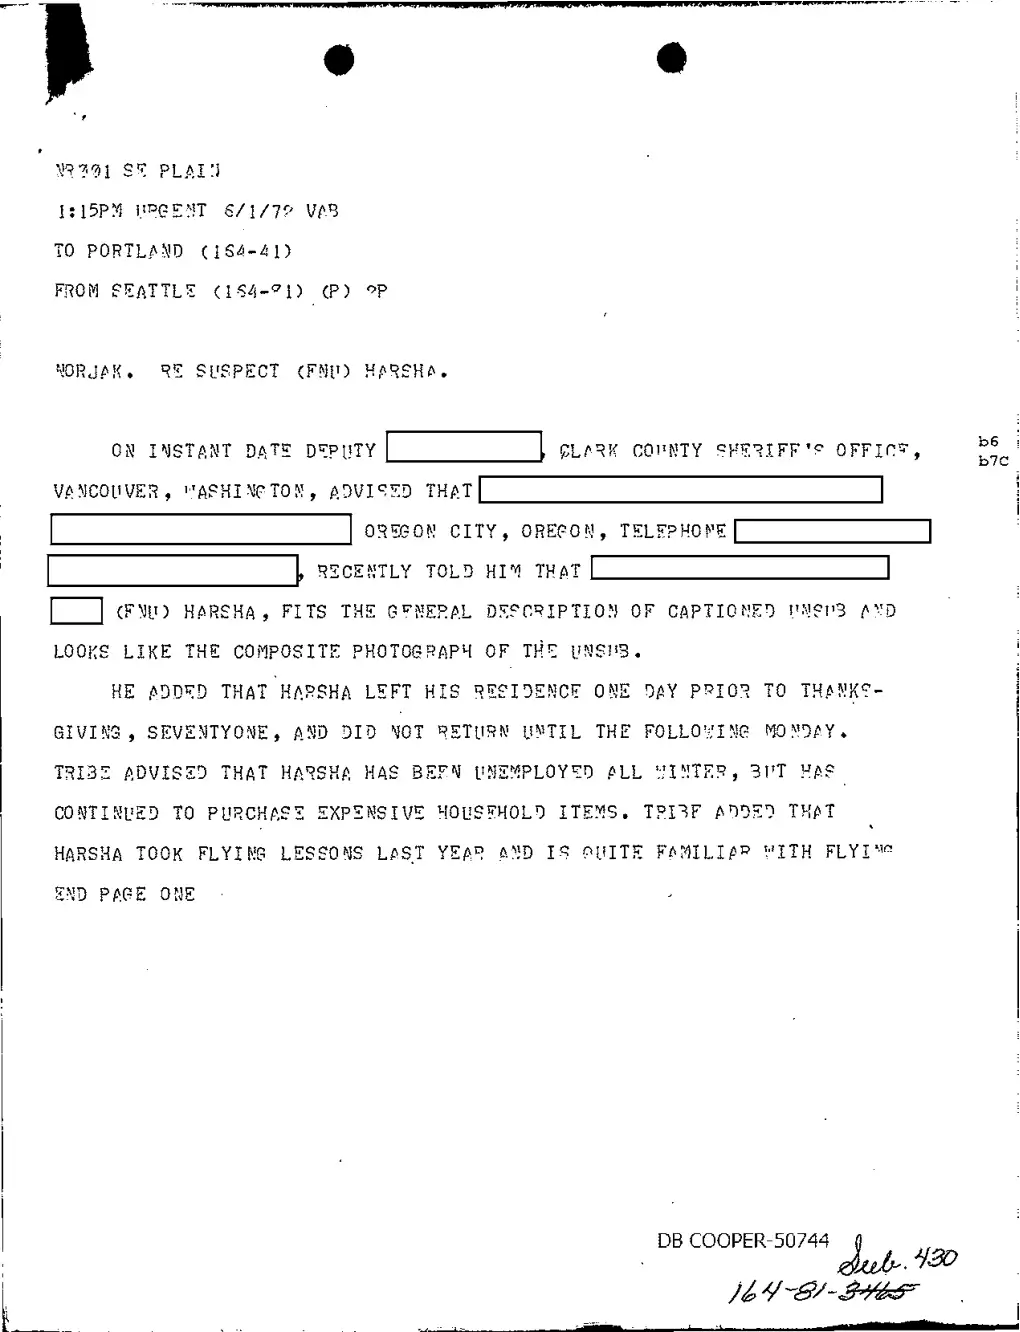 NR001 SE PLAIN
1:15PM URGENT 6/1/72 VAB
TO PORTLAND (164-41)
FROM SEATTLE (164-81) (P) 2P
NORJAK. RE SUSPECT (FNU) HARSHA.
ON INSTANT DATE DEPUTY , CLARK COUNTY SHERIFF'S OFFICE,
b6
b7C
VANCOUVER, WASHINGTON, ADVISED THAT
OREGON CITY, OREGON, TELEPHONE
, RECENTLY TOLD HIM THAT
(FNU) HARSHA, FITS THE GENERAL DESCRIPTION OF CAPTIONED UNSUB AND
LOOKS LIKE THE COMPOSITE PHOTOGRAPH OF THE UNSUB.
HE ADDED THAT HARSHA LEFT HIS RESIDENCE ONE DAY PRIOR TO THANKS-
GIVING, SEVENTYONE, AND DID NOT RETURN UNTIL THE FOLLOWING MONDAY.
TRIBE ADVISED THAT HARSHA HAS BEEN UNEMPLOYED ALL WINTER, BUT HAS
CONTINUED TO PURCHASE EXPENSIVE HOUSEHOLD ITEMS. TRIBE ADDED THAT
HARSHA TOOK FLYING LESSONS LAST YEAR AND IS QUITE FAMILIAR WITH FLYING
END PAGE ONE
DB COOPER-50744
Sub. 430
164-81-3465